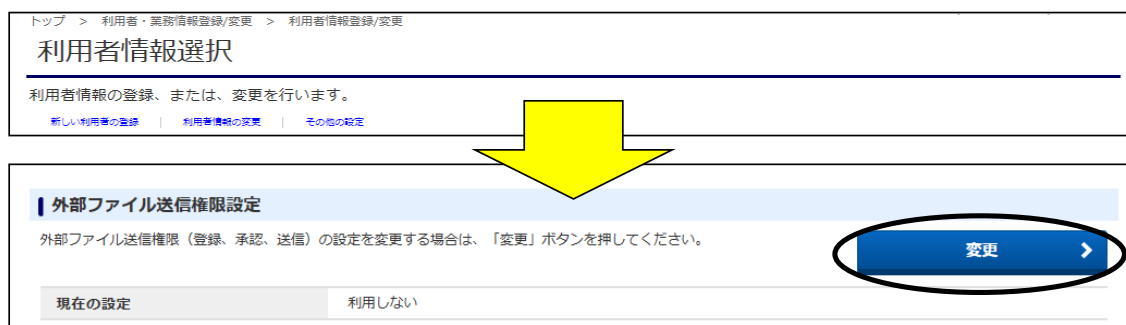 トップ > 利用者・業務情報登録/変更 > 利用者情報登録/変更
利用者情報選択
利用者情報の登録、または、変更を行います。
新しい利用者の登録 | 利用者情報の変更 | その他の設定
外部ファイル送信権限設定
外部ファイル送信権限（登録、承認、送信）の設定を変更する場合は、「変更」ボタンを押してください。
変更
現在の設定 利用しない